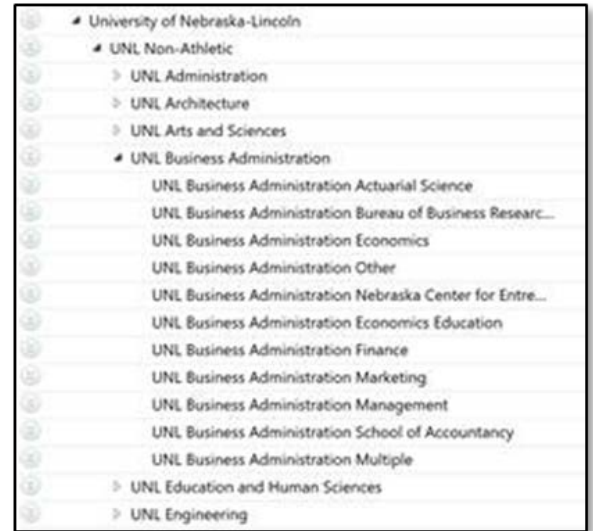 University of Nebraska-Lincoln
UNL Non-Athletic
UNL Administration
UNL Architecture
UNL Arts and Sciences
UNL Business Administration
UNL Business Administration Actuarial Science
UNL Business Administration Bureau of Business Researc...
UNL Business Administration Economics
UNL Business Administration Other
UNL Business Administration Nebraska Center for Entre...
UNL Business Administration Economics Education
UNL Business Administration Finance
UNL Business Administration Marketing
UNL Business Administration Management
UNL Business Administration School of Accountancy
UNL Business Administration Multiple
UNL Education and Human Sciences
UNL Engineering